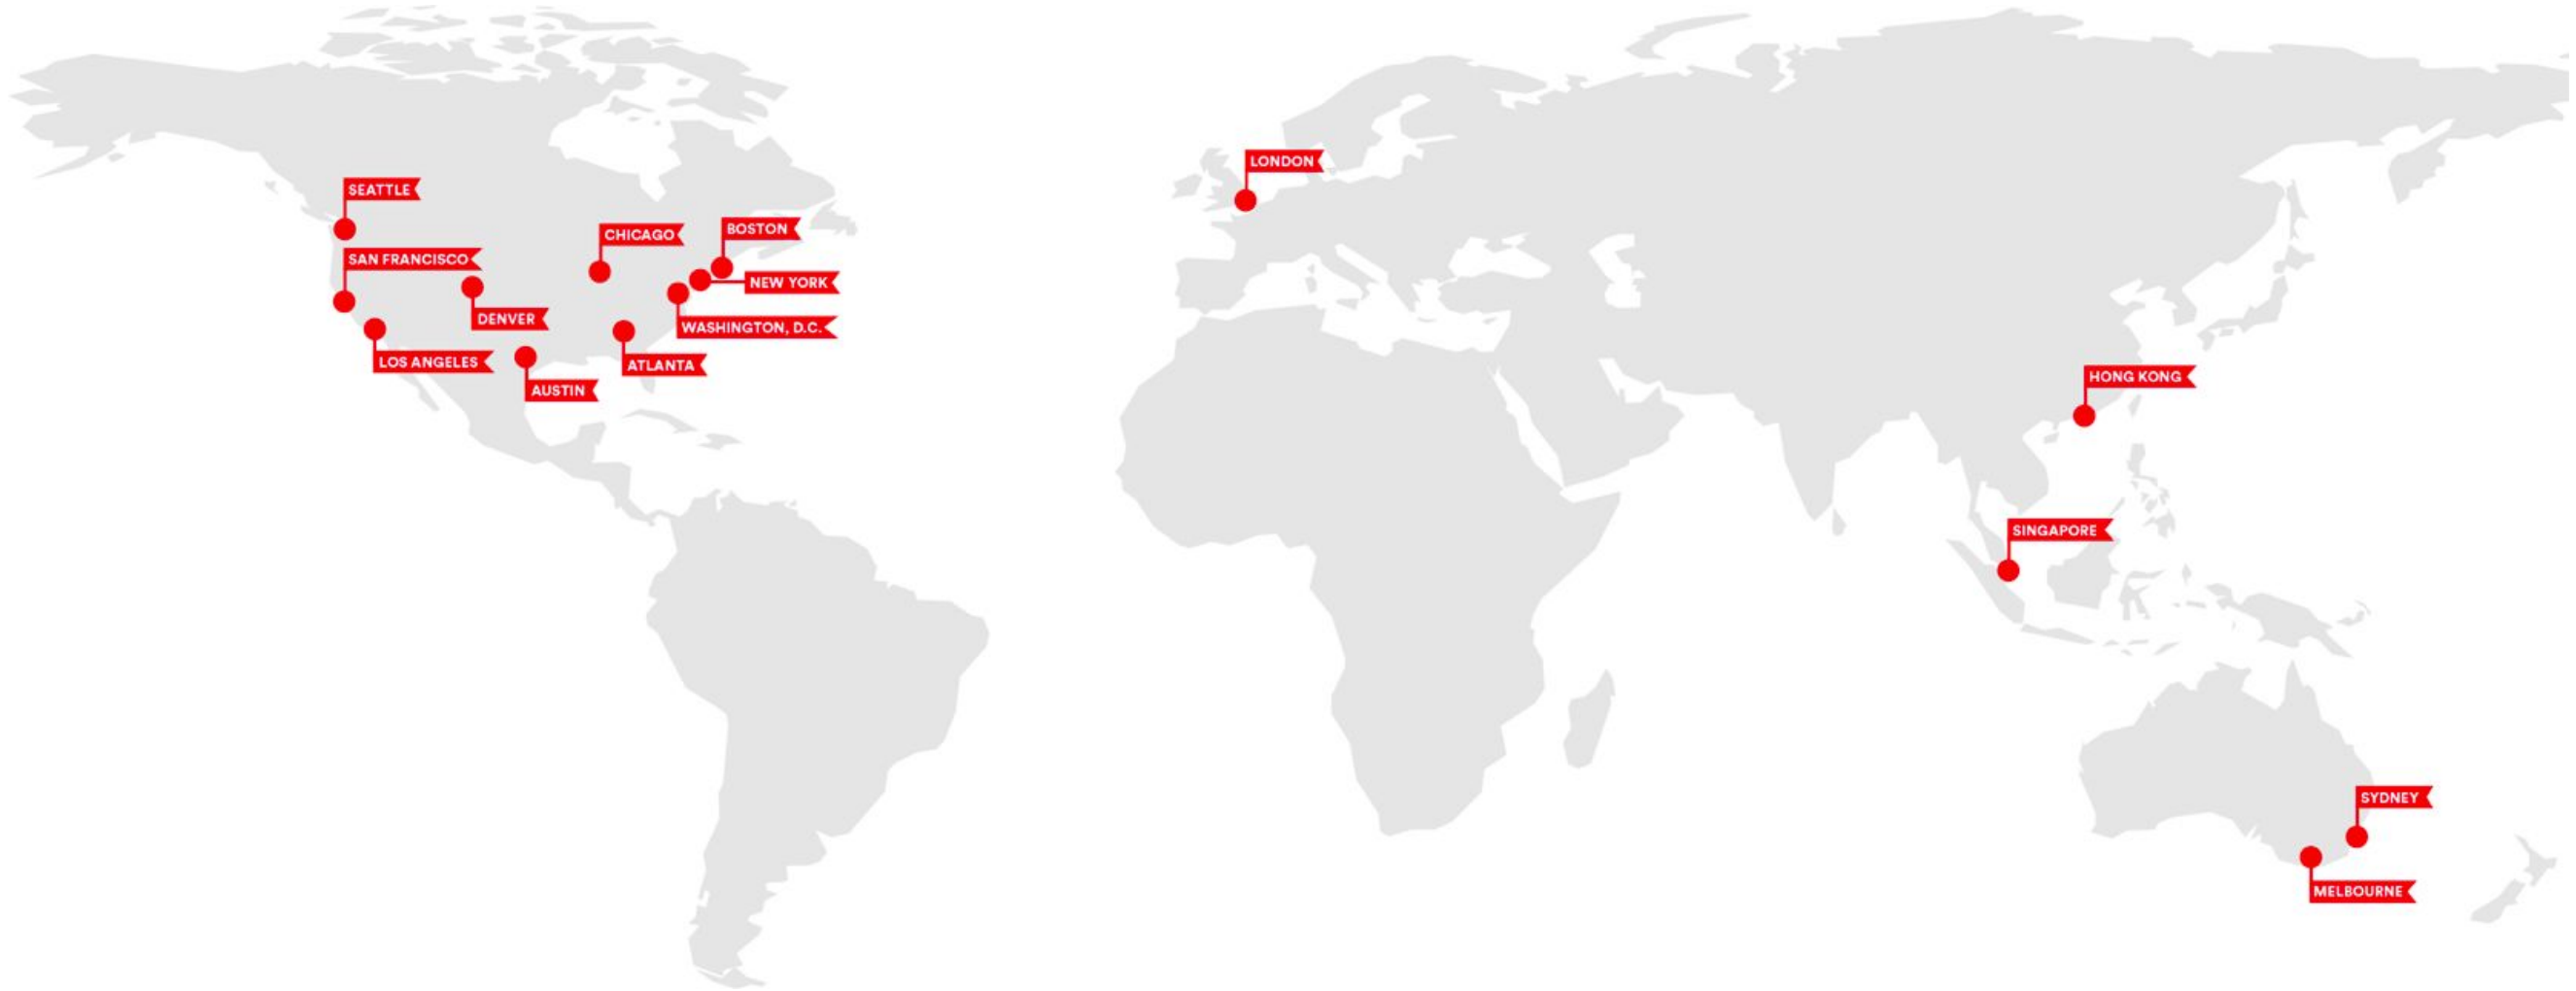 LONDON
SEATTLE
BOSTON
CHICAGO
SAN FRANCISCO
NEW YORK
DENVER
WASHINGTON, D.C.
LOS ANGELES
ATLANTA
HONG KONG
AUSTIN
SINGAPORE
SYDNEY
MELBOURNE